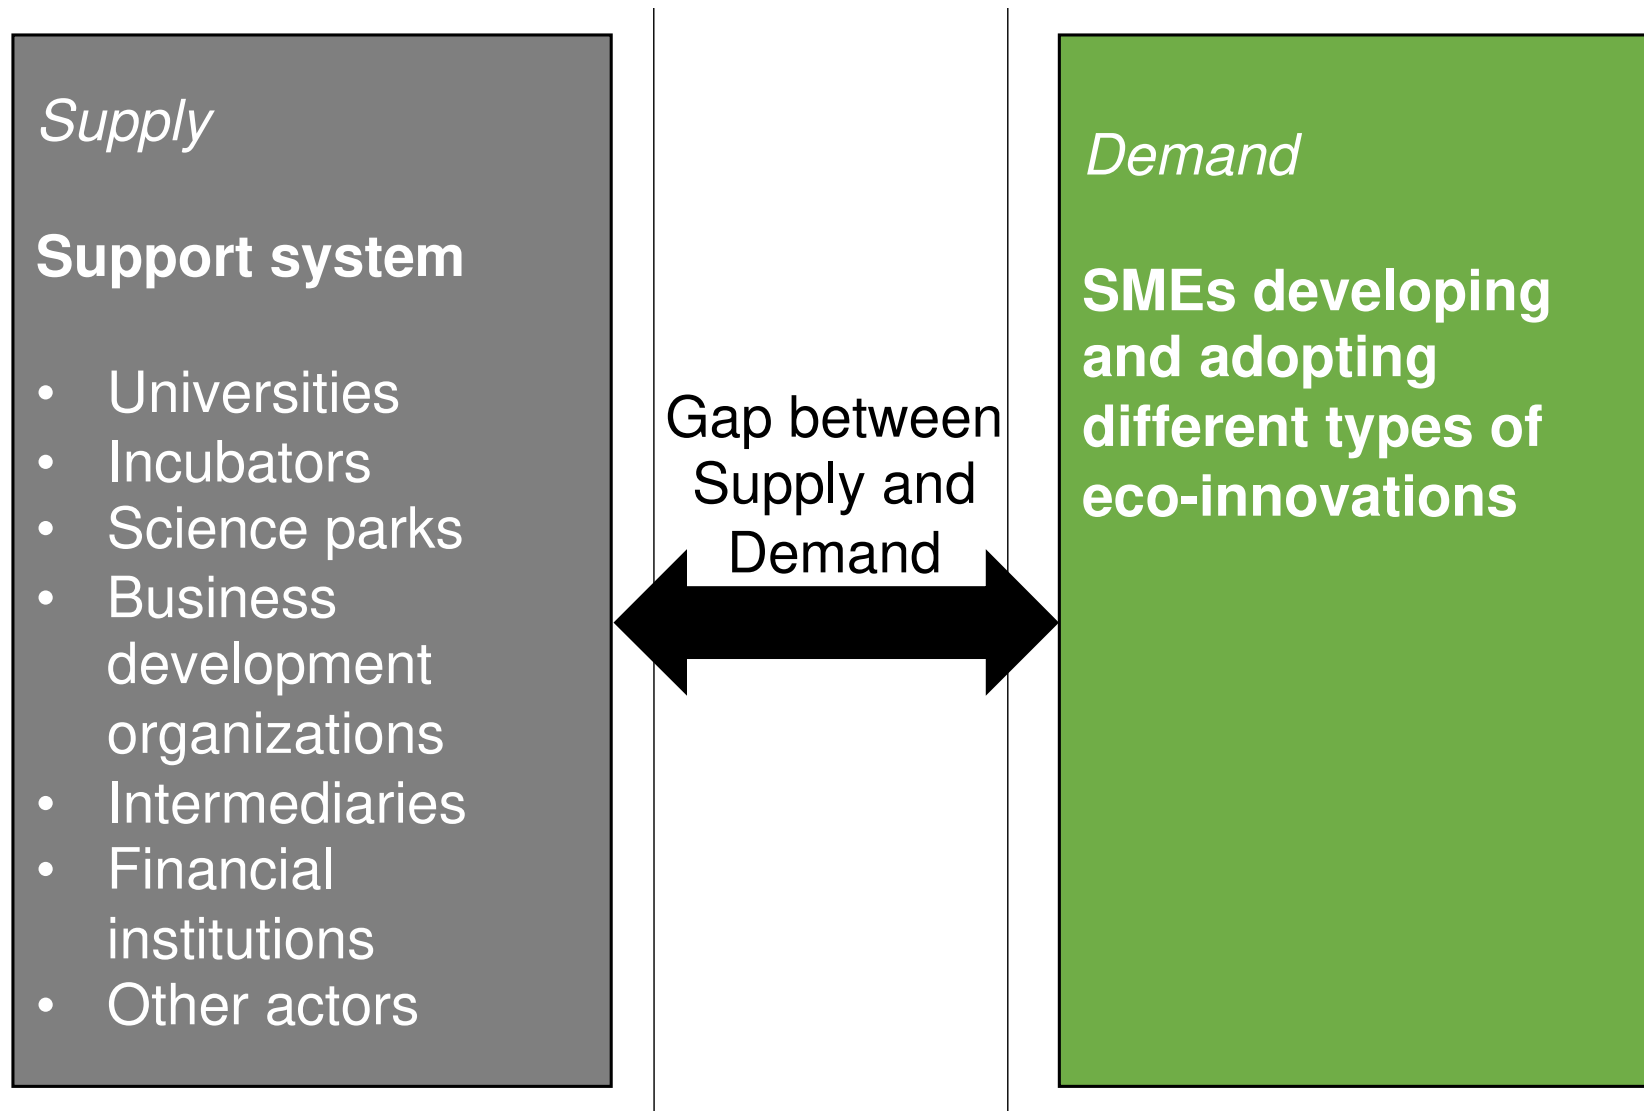 Supply
Support system
• Universities
• Incubators
• Science parks
• Business
development
organizations
• Intermediaries
• Financial
institutions
• Other actors
Gap between
Supply and
Demand
Demand
SMEs developing
and adopting
different types of
eco-innovations